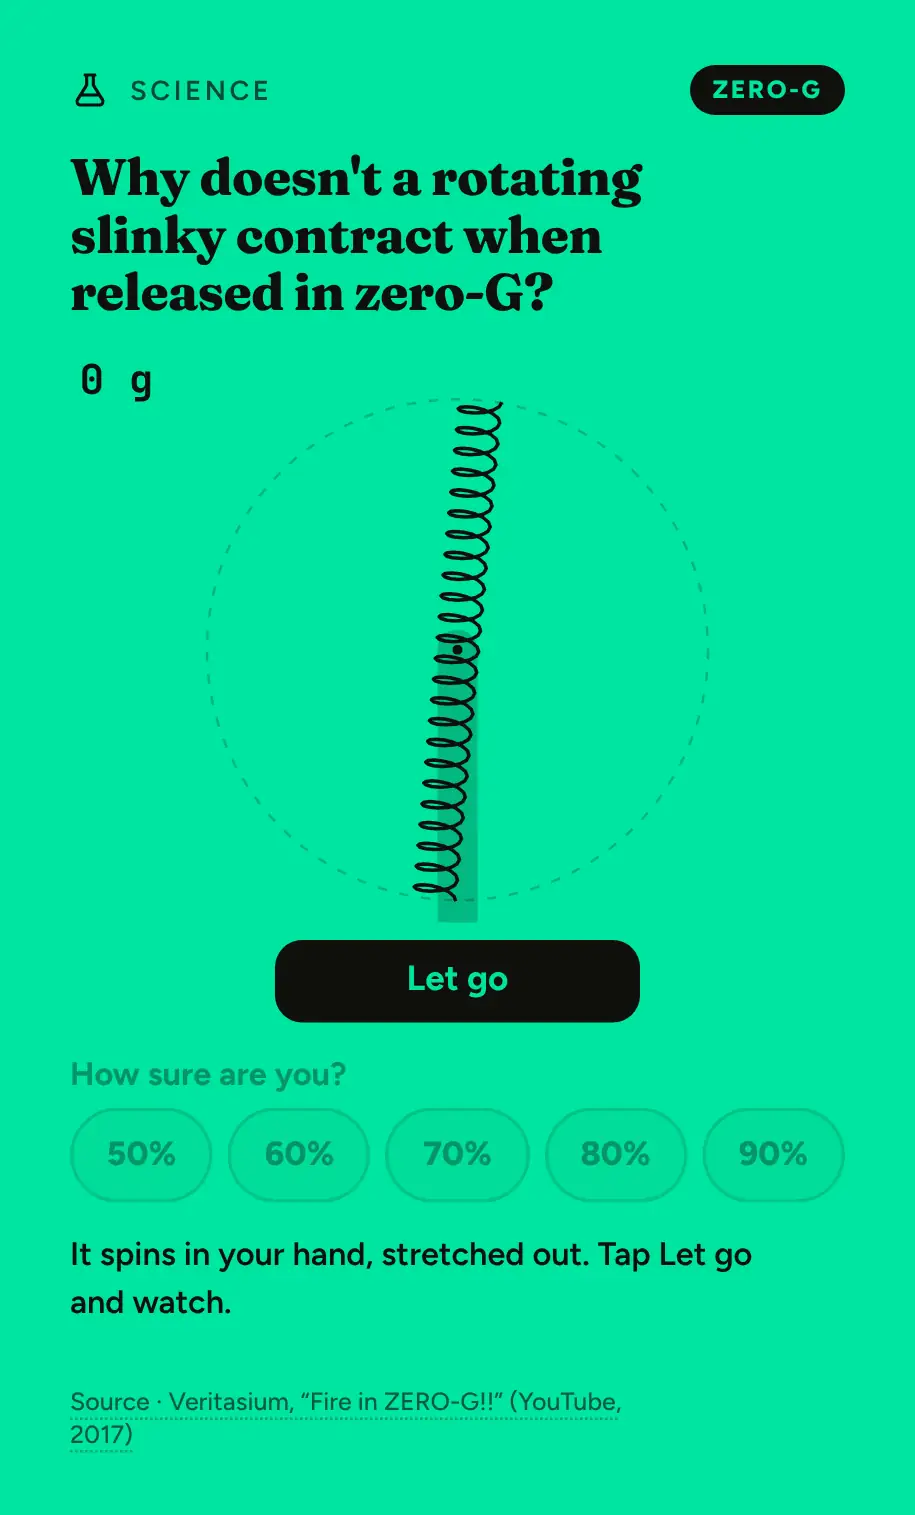 SCIENCE
ZERO-G
Why doesn't a rotating
slinky contract when
released in zero-G?
0 g
Let go
How sure are you?
50% 60% 70% 80% 90%
It spins in your hand, stretched out. Tap Let go
and watch.
Source · Veritasium, “Fire in ZERO-G!!” (YouTube,
2017)